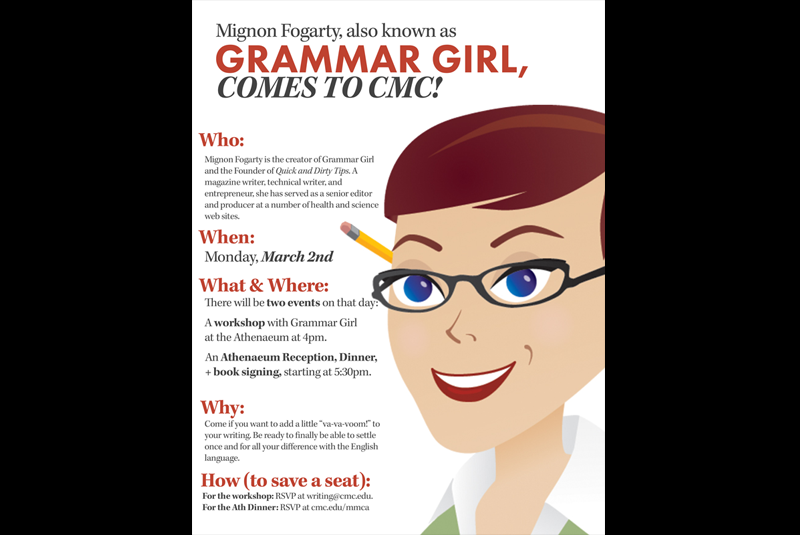 Mignon Fogarty, also known as
GRAMMAR GIRL,
COMES TO CMC!
Who:
Mignon Fogarty is the creator of Grammar Girl
and the Founder of Quick and Dirty Tips. A
magazine writer, technical writer, and
entrepreneur, she has served as a senior editor
and producer at a number of health and science
web sites.
When:
Monday, March 2nd
What & Where:
There will be two events on that day:
A workshop with Grammar Girl
at the Athenaeum at 4pm.
An Athenaeum Reception, Dinner,
+ book signing, starting at 5:30pm.
Why:
Come if you want to add a little "va-va-voom!" to
your writing. Be ready to finally be able to settle
once and for all your difference with the English
language.
How (to save a seat):
For the workshop: RSVP at writing@cmc.edu.
For the Ath Dinner: RSVP at cmc.edu/mmca